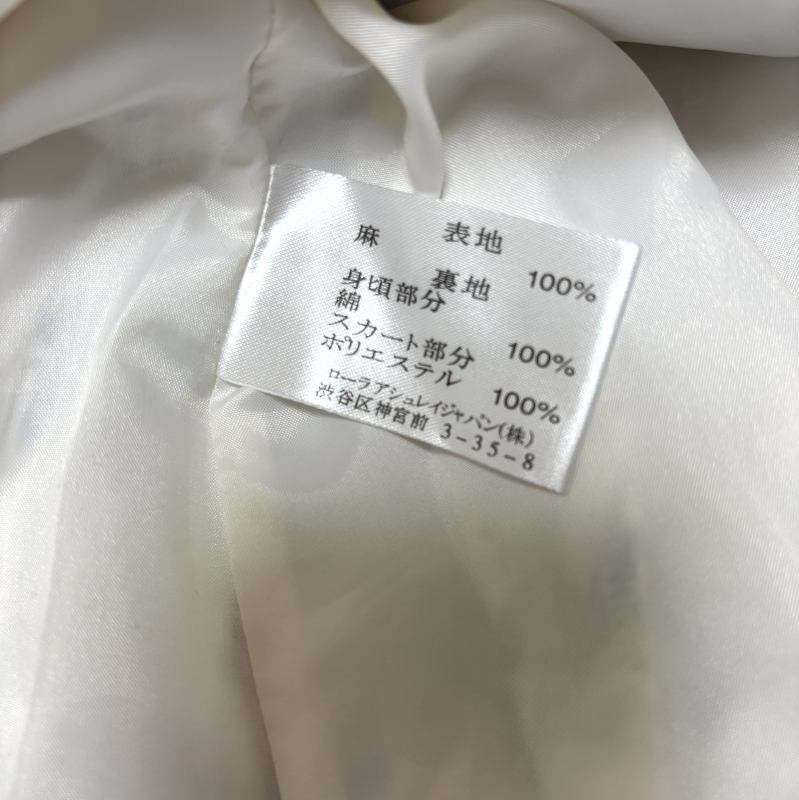 表地
麻 100%
裏地
身頃部分
綿 100%
スカート部分
ポリエステル 100%
ローラアシュレイジャパン(株)
渋谷区神宮前 3-35-8